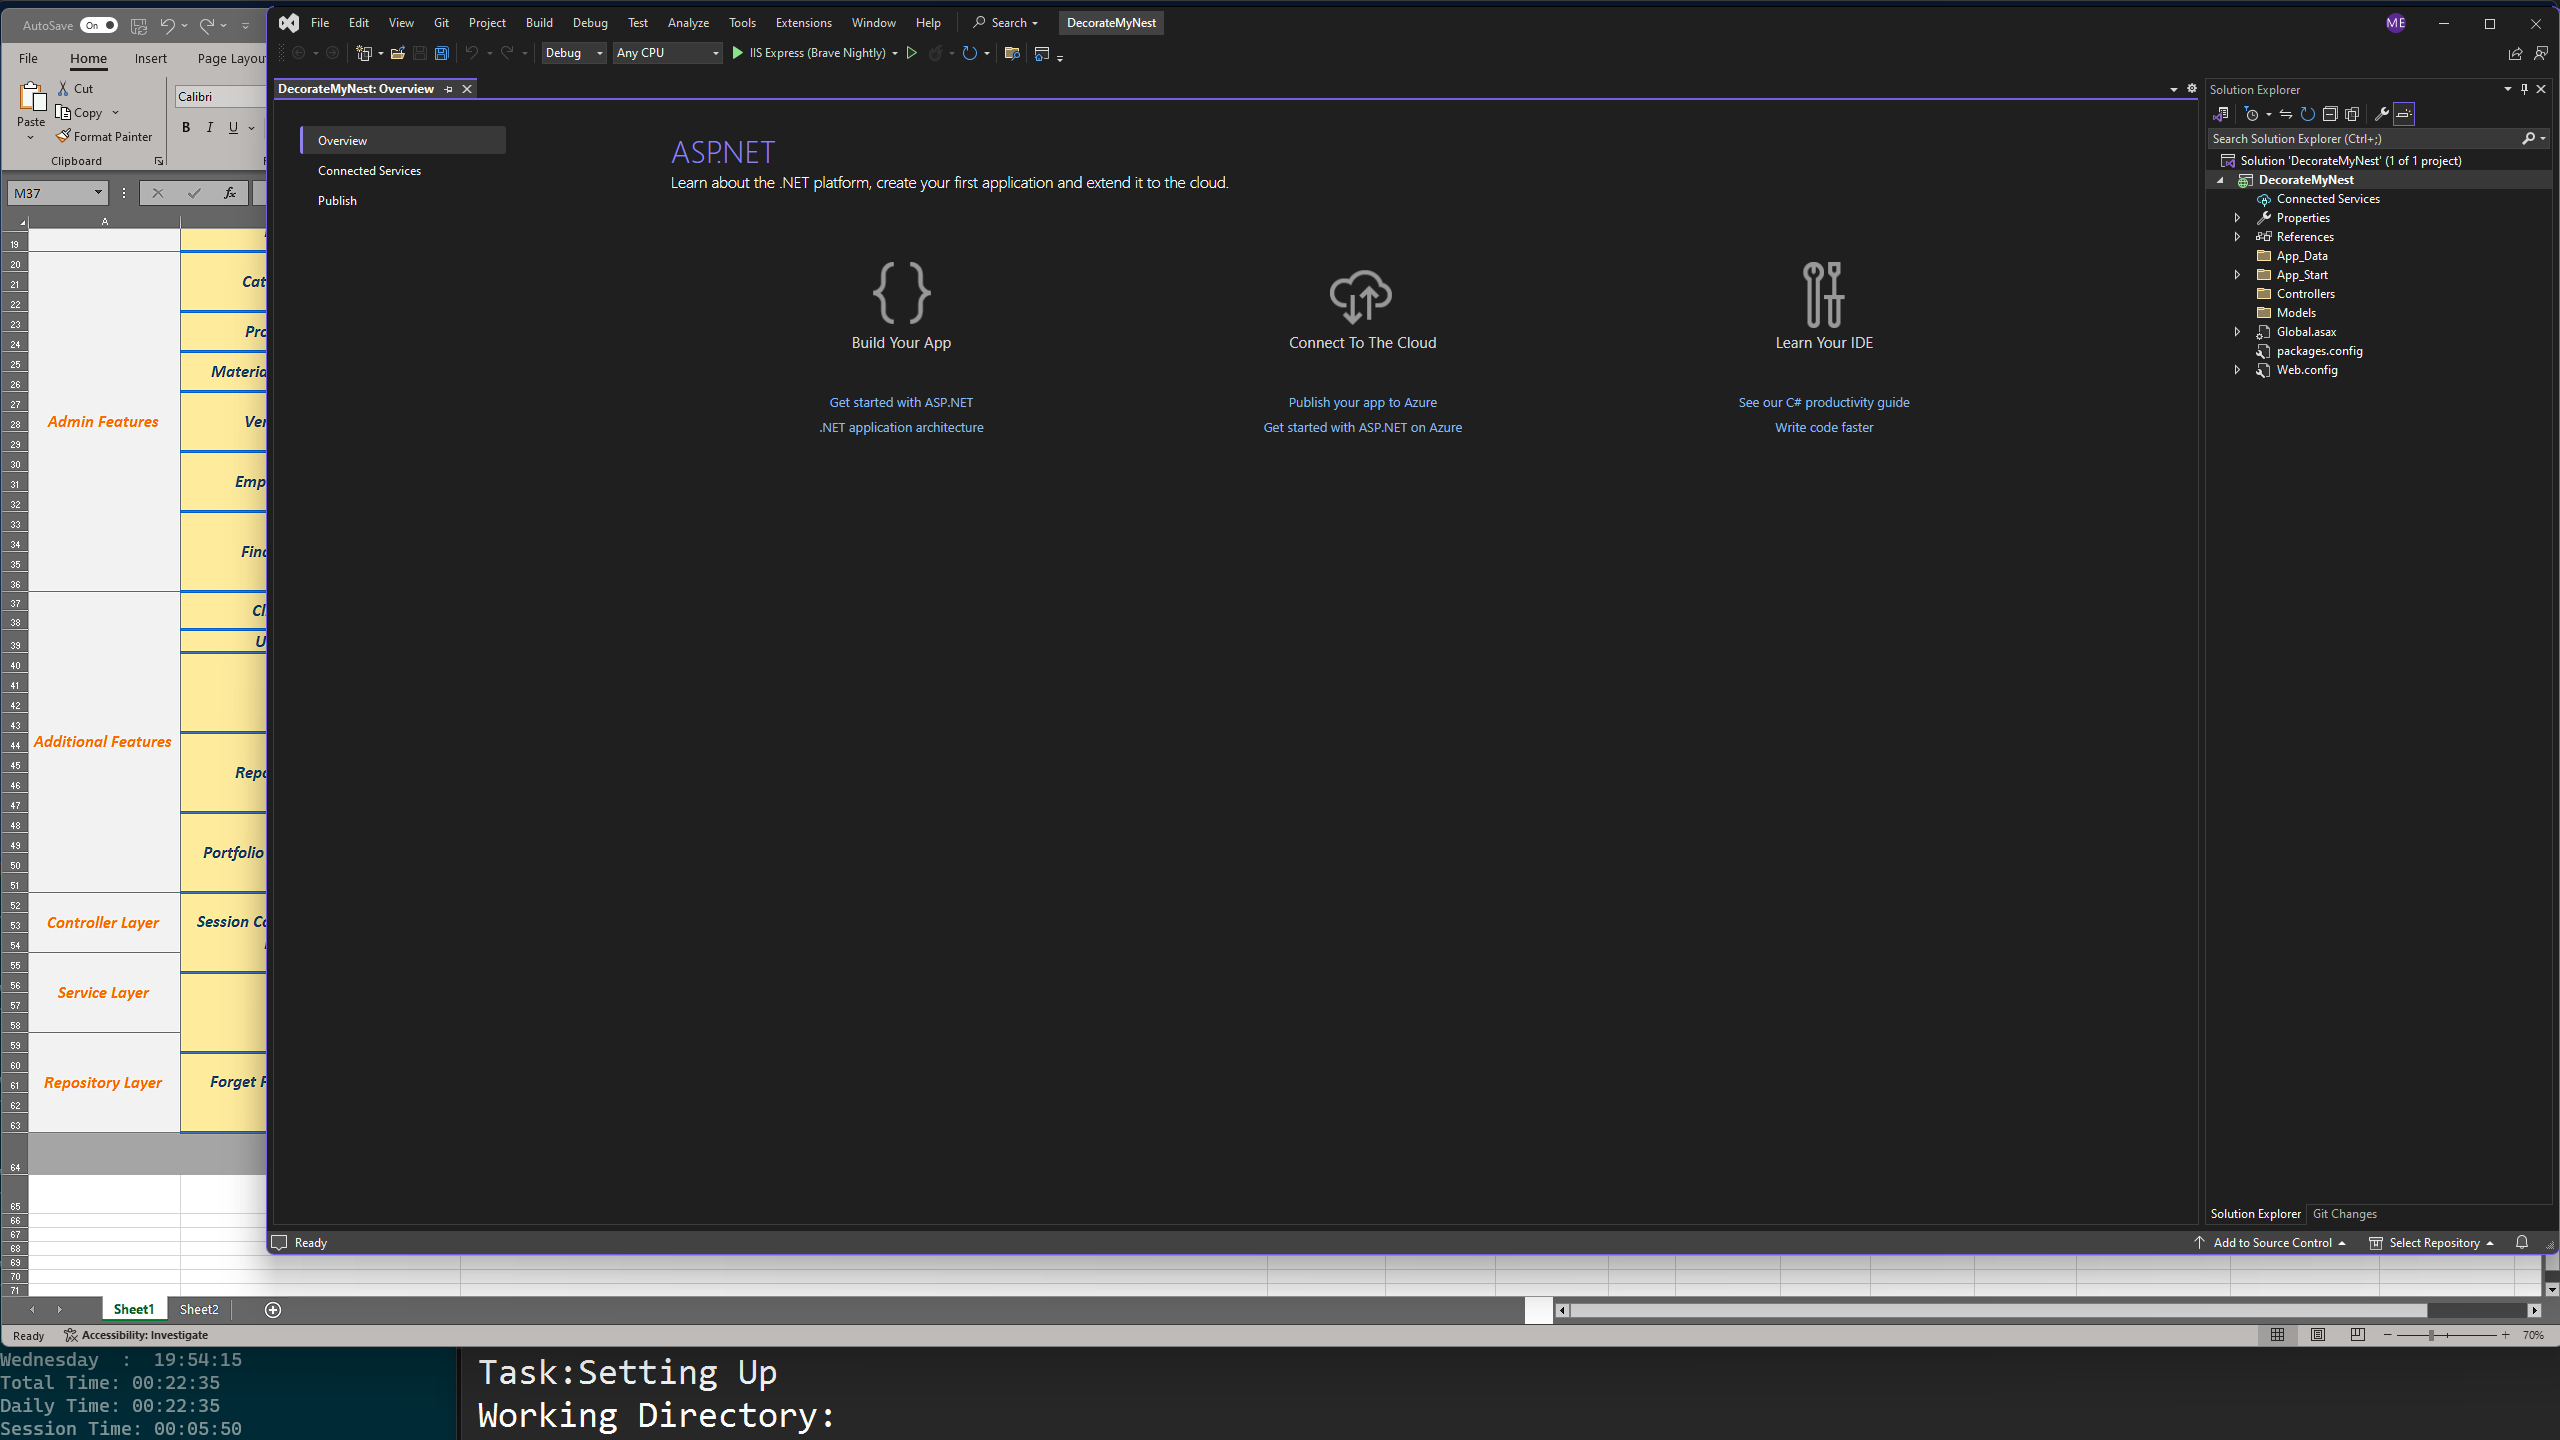 AutoSave On
File Home Insert Page Layou
Paste
Cut
Copy
Format Painter
Clipboard
Calibri
B I U
M37
fx
A
19
20
21
22
23
24
25
26
27
28
29
30
31
32
33
34
35
36
37
38
39
40
41
42
43
44
45
46
47
48
49
50
51
52
53
54
55
56
57
58
59
60
61
62
63
64
65
66
67
68
69
70
71
Admin Features
Additional Features
Controller Layer
Service Layer
Repository Layer
Cat
Pro
Materia
Ver
Emp
Fina
Cl
U
Repo
Portfolio
Session Co
Forget P
File Edit View Git Project Build Debug Test Analyze Tools Extensions Window Help Search DecorateMyNest ME
Debug Any CPU IIS Express (Brave Nightly)
DecorateMyNest: Overview
Overview
Connected Services
Publish
ASP.NET
Learn about the .NET platform, create your first application and extend it to the cloud.
Build Your App
Get started with ASP.NET
.NET application architecture
Connect To The Cloud
Publish your app to Azure
Get started with ASP.NET on Azure
Learn Your IDE
See our C# productivity guide
Write code faster
Solution Explorer
Search Solution Explorer (Ctrl+;)
Solution 'DecorateMyNest' (1 of 1 project)
DecorateMyNest
Connected Services
Properties
References
App_Data
App_Start
Controllers
Models
Global.asax
packages.config
Web.config
Solution Explorer Git Changes
Ready
Add to Source Control Select Repository
Sheet1 Sheet2
Ready Accessibility: Investigate
70%
Wednesday : 19:54:15
Total Time: 00:22:35
Daily Time: 00:22:35
Session Time: 00:05:50
Task:Setting Up
Working Directory: